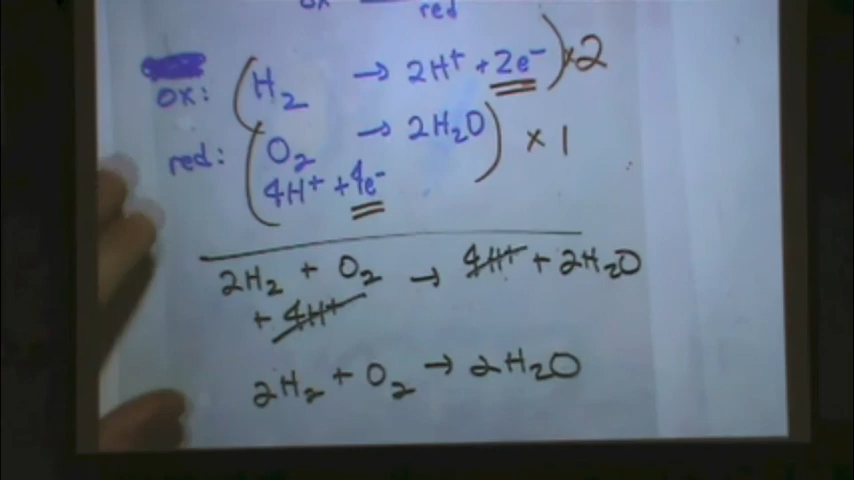 ox red
ox: (H₂ → 2H⁺ + 2e⁻) × 2
red: (O₂ → 2H₂O) × 1
4H⁺ + 4e⁻
2H₂ + O₂ → 4H⁺ + 2H₂O
+ 4H⁺
2H₂ + O₂ → 2H₂O